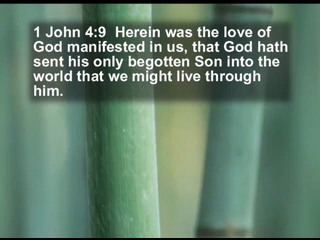 1 John 4:9  Herein was the love of
God manifested in us, that God hath
sent his only begotten Son into the
world that we might live through
him.